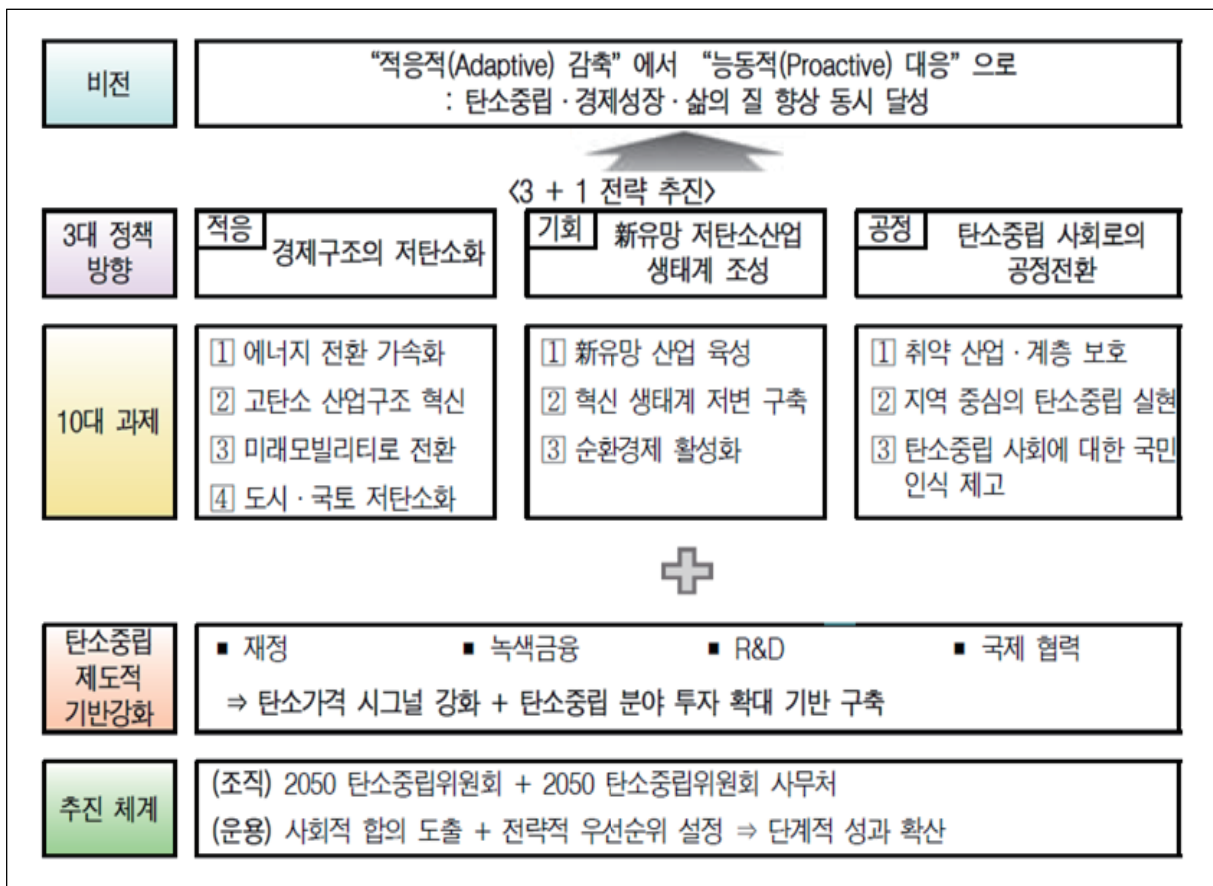 비전
“적응적(Adaptive) 감축” 에서 “능동적(Proactive) 대응” 으로
: 탄소중립 · 경제성장 · 삶의 질 향상 동시 달성
〈3 + 1 전략 추진〉
3대 정책
방향
적응
경제구조의 저탄소화
기회
新유망 저탄소산업
생태계 조성
공정
탄소중립 사회로의
공정전환
10대 과제
1 에너지 전환 가속화
2 고탄소 산업구조 혁신
3 미래모빌리티로 전환
4 도시 · 국토 저탄소화
1 新유망 산업 육성
2 혁신 생태계 저변 구축
3 순환경제 활성화
1 취약 산업 · 계층 보호
2 지역 중심의 탄소중립 실현
3 탄소중립 사회에 대한 국민
인식 제고
탄소중립
제도적
기반강화
▪ 재정 ▪ 녹색금융 ▪ R&D ▪ 국제 협력
⇒ 탄소가격 시그널 강화 + 탄소중립 분야 투자 확대 기반 구축
추진 체계
(조직) 2050 탄소중립위원회 + 2050 탄소중립위원회 사무처
(운용) 사회적 합의 도출 + 전략적 우선순위 설정 ⇒ 단계적 성과 확산